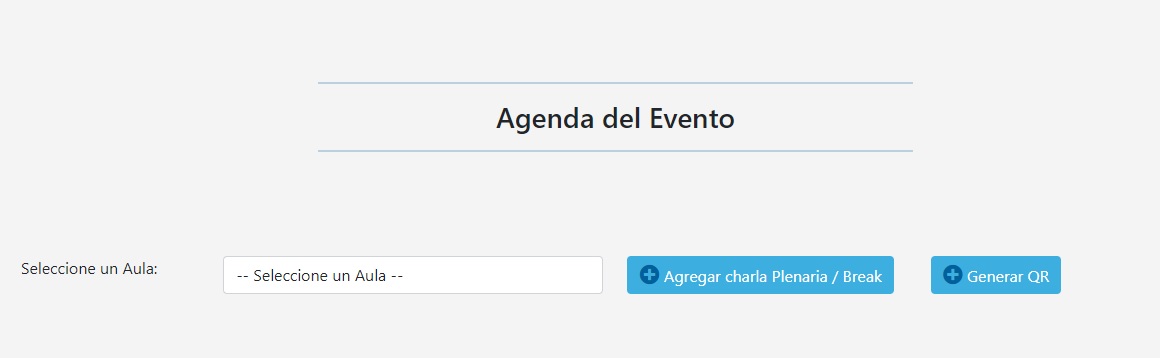 Agenda del Evento
Seleccione un Aula:
-- Seleccione un Aula --
Agregar charla Plenaria / Break
Generar QR